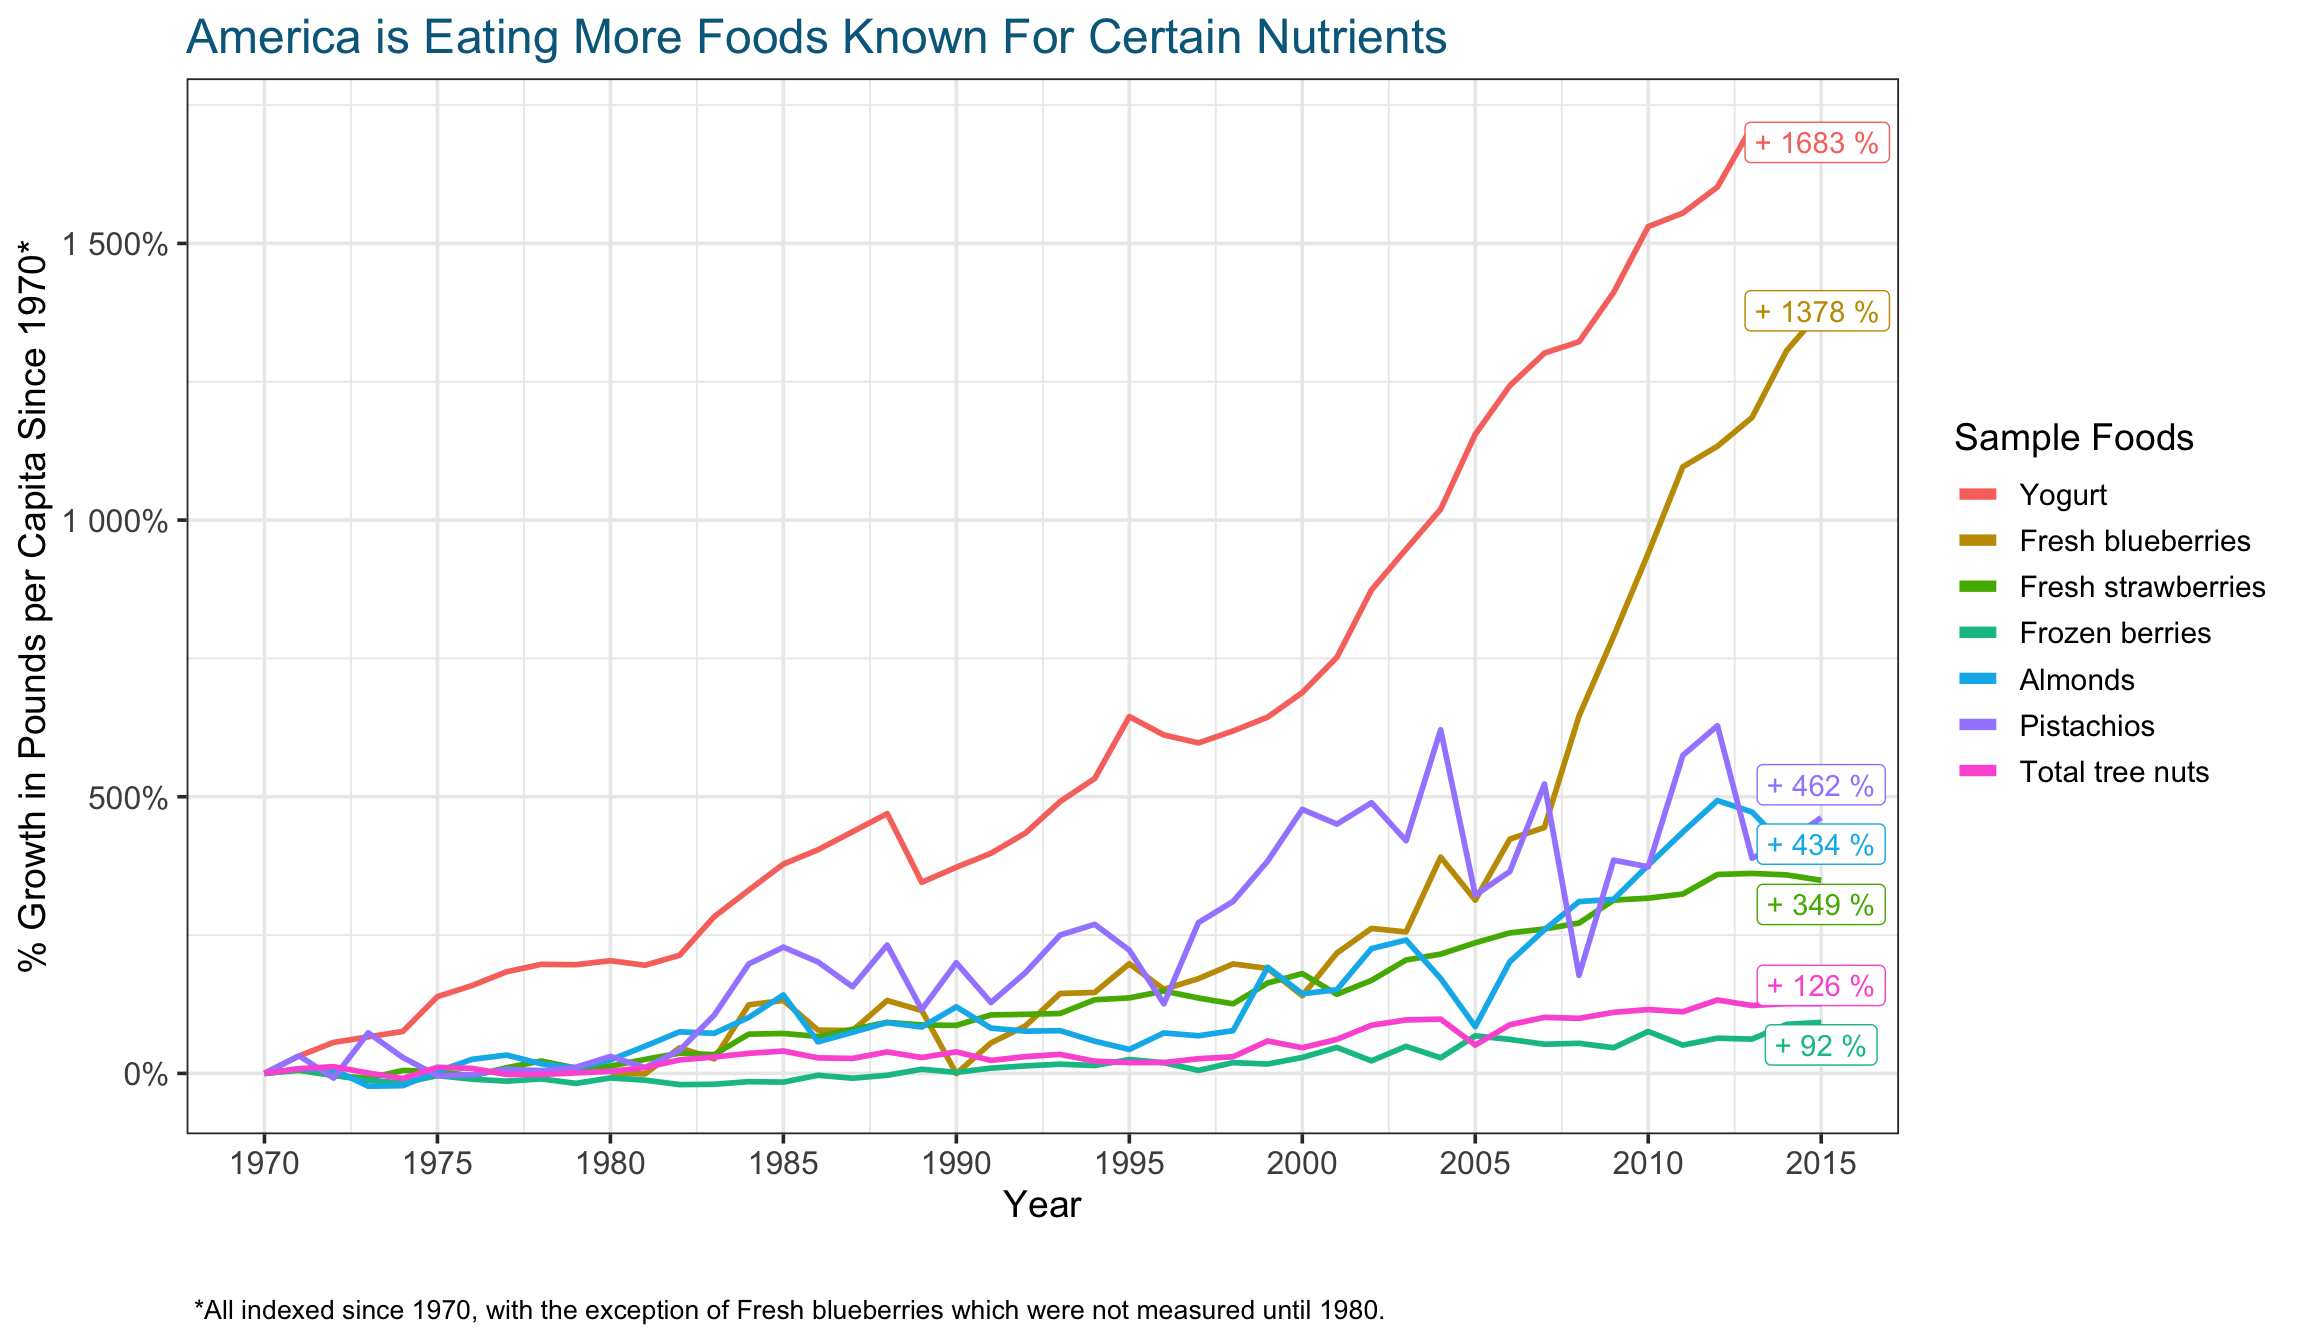 America is Eating More Foods Known For Certain Nutrients
% Growth in Pounds per Capita Since 1970*
1 500%
1 000%
500%
0%
+ 1683 %
+ 1378 %
+ 462 %
+ 434 %
+ 349 %
+ 126 %
+ 92 %
1970 1975 1980 1985 1990 1995 2000 2005 2010 2015
Year
Sample Foods
Yogurt
Fresh blueberries
Fresh strawberries
Frozen berries
Almonds
Pistachios
Total tree nuts
*All indexed since 1970, with the exception of Fresh blueberries which were not measured until 1980.